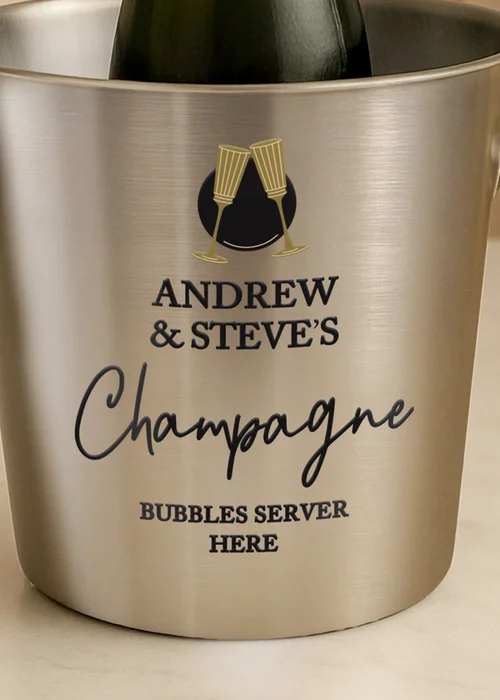 ANDREW
& STEVE'S
Champagne
BUBBLES SERVER
HERE